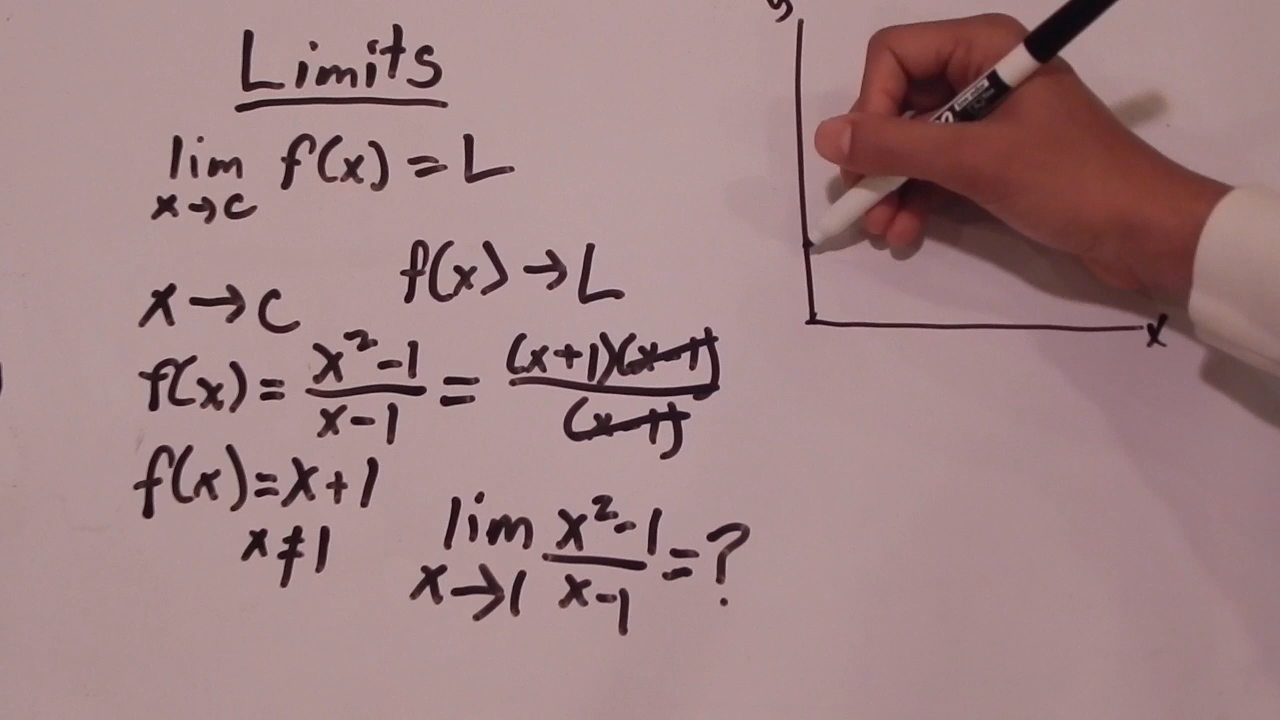 Limits
lim f(x) = L
x→c
f(x) → L
x → c
f(x) = x²-1 / x-1 = (x+1)(x-1) / (x-1)
f(x) = x+1
x ≠ 1
lim x²-1 / x-1 = ?
x→1
y
x